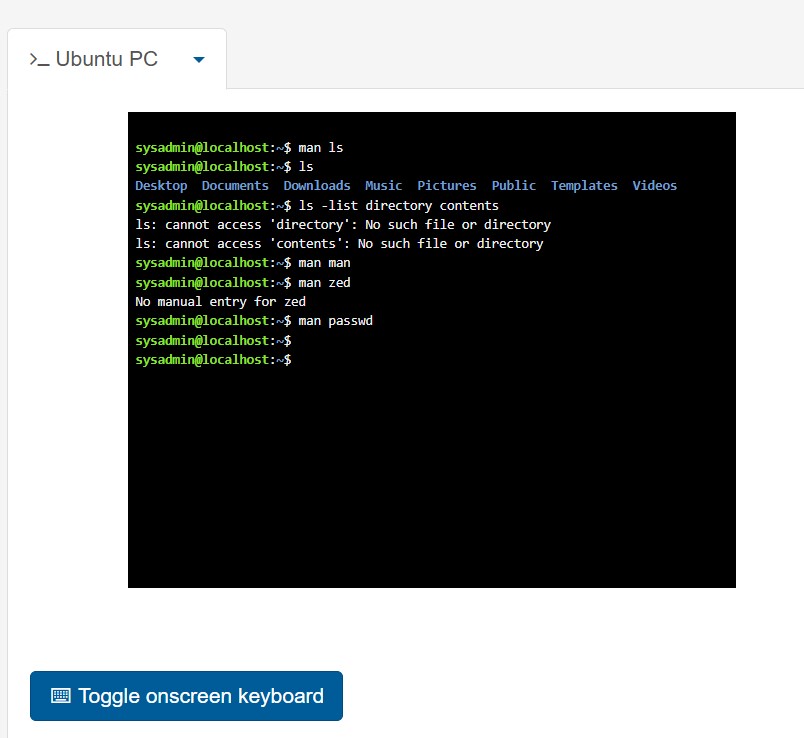 >_ Ubuntu PC
sysadmin@localhost:~$ man ls
sysadmin@localhost:~$ ls
Desktop  Documents  Downloads  Music  Pictures  Public  Templates  Videos
sysadmin@localhost:~$ ls -list directory contents
ls: cannot access 'directory': No such file or directory
ls: cannot access 'contents': No such file or directory
sysadmin@localhost:~$ man man
sysadmin@localhost:~$ man zed
No manual entry for zed
sysadmin@localhost:~$ man passwd
sysadmin@localhost:~$
sysadmin@localhost:~$
Toggle onscreen keyboard